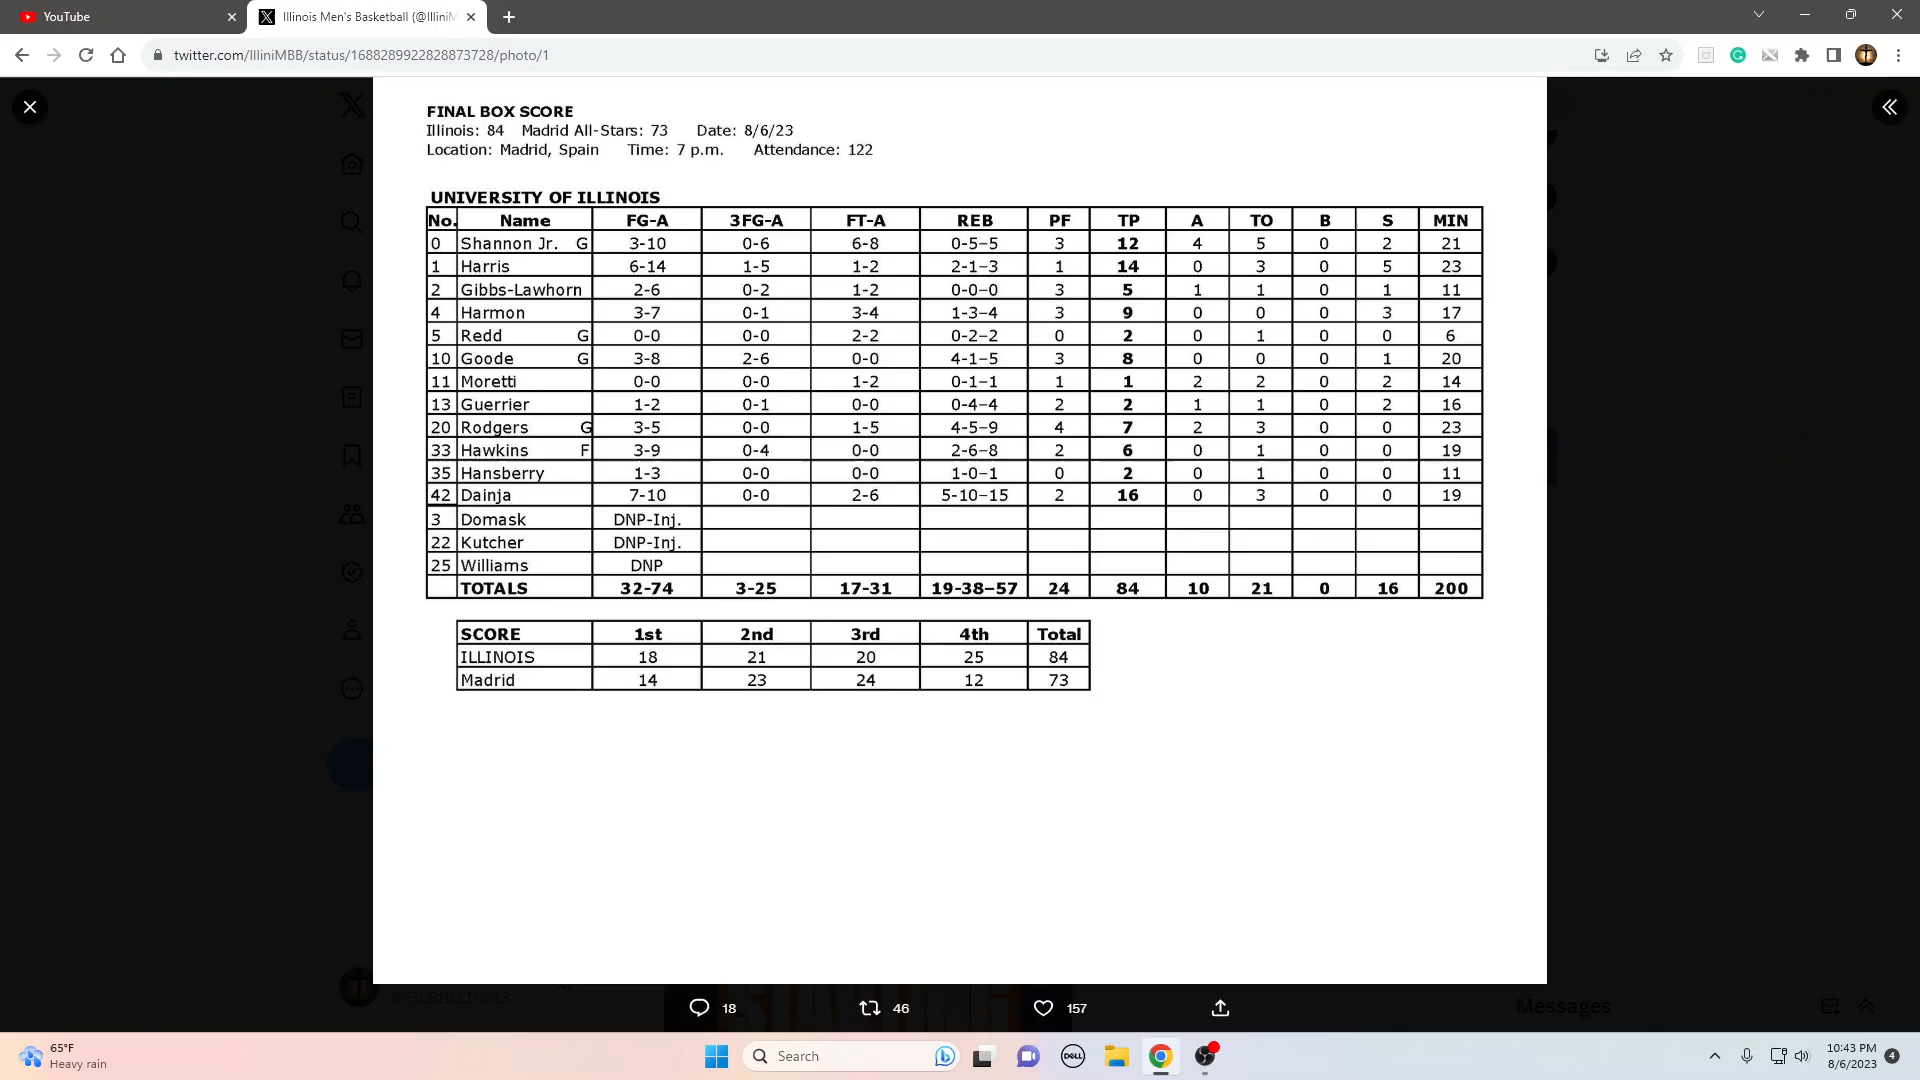 YouTube
Illinois Men's Basketball (@IlliniM
twitter.com/IlliniMBB/status/1688289922828873728/photo/1
FINAL BOX SCORE
Illinois: 84 Madrid All-Stars: 73 Date: 8/6/23
Location: Madrid, Spain Time: 7 p.m. Attendance: 122
UNIVERSITY OF ILLINOIS
No. Name FG-A 3FG-A FT-A REB PF TP A TO B S MIN
0 Shannon Jr. G 3-10 0-6 6-8 0-5–5 3 12 4 5 0 2 21
1 Harris 6-14 1-5 1-2 2-1–3 1 14 0 3 0 5 23
2 Gibbs-Lawhorn 2-6 0-2 1-2 0-0–0 3 5 1 1 0 1 11
4 Harmon 3-7 0-1 3-4 1-3–4 3 9 0 0 0 3 17
5 Redd G 0-0 0-0 2-2 0-2–2 0 2 0 1 0 0 6
10 Goode G 3-8 2-6 0-0 4-1–5 3 8 0 0 0 1 20
11 Moretti 0-0 0-0 1-2 0-1–1 1 1 2 2 0 2 14
13 Guerrier 1-2 0-1 0-0 0-4–4 2 2 1 1 0 2 16
20 Rodgers G 3-5 0-0 1-5 4-5–9 4 7 2 3 0 0 23
33 Hawkins F 3-9 0-4 0-0 2-6–8 2 6 0 1 0 0 19
35 Hansberry 1-3 0-0 0-0 1-0–1 0 2 0 1 0 0 11
42 Dainja 7-10 0-0 2-6 5-10–15 2 16 0 3 0 0 19
3 Domask DNP-Inj.
22 Kutcher DNP-Inj.
25 Williams DNP
TOTALS 32-74 3-25 17-31 19-38–57 24 84 10 21 0 16 200
SCORE 1st 2nd 3rd 4th Total
ILLINOIS 18 21 20 25 84
Madrid 14 23 24 12 73
18 46 157
Messages
65°F
Heavy rain
Search
DELL
10:43 PM
8/6/2023
4